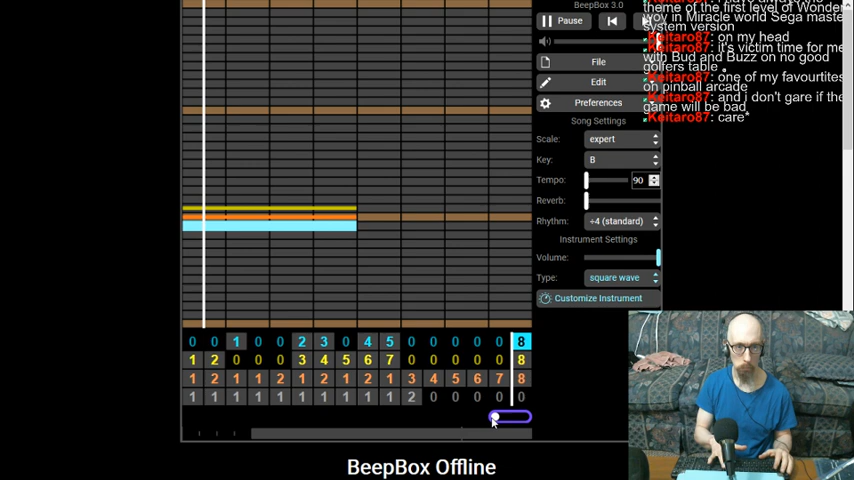 BeepBox 3.0
Pause
File
Edit
Preferences
Song Settings
Scale: expert
Key: B
Tempo: 90
Reverb:
Rhythm: ÷4 (standard)
Instrument Settings
Volume:
Type: square wave
Customize Instrument
theme of the first level of Wonder
boy in Miracle world Sega master
system version
Keitaro87: on my head
Keitaro87: it's victim time for me
with Bud and Buzz on no good
golfers table
Keitaro87: one of my favourtites
on pinball arcade
Keitaro87: and i don't gare if the
game will be bad
Keitaro87: care*
0 0 1 0 0 2 3 0 4 5 0 0 0 0 0 8
1 2 0 0 0 3 4 5 6 7 0 0 0 0 0 8
1 2 1 1 2 1 2 1 2 1 3 4 5 6 7 8
1 1 1 1 1 1 1 1 1 1 2 0 0 0 0 0
BeepBox Offline